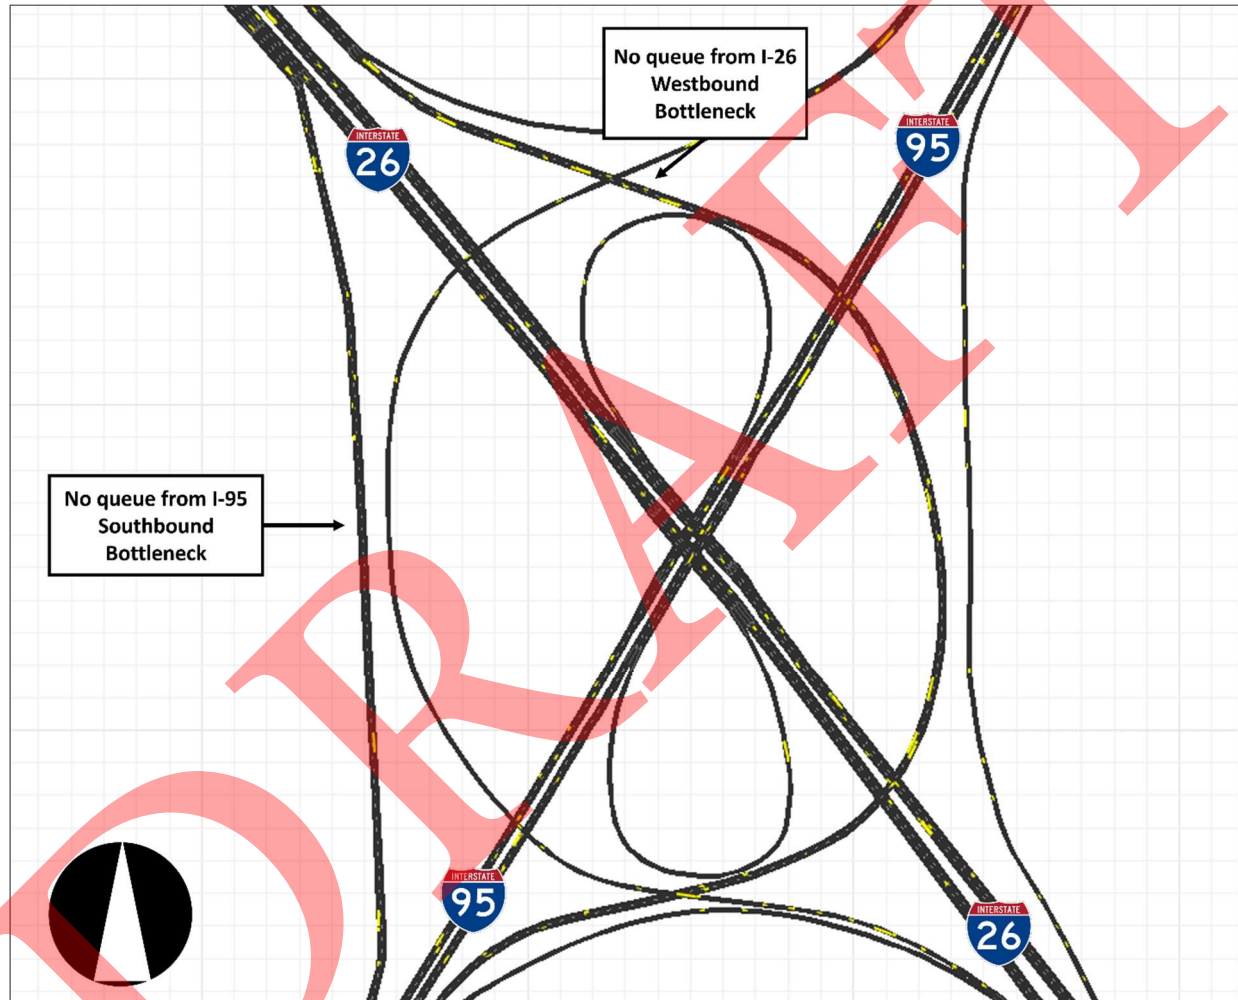 No queue from I-26
Westbound
Bottleneck
INTERSTATE
95
INTERSTATE
26
No queue from I-95
Southbound
Bottleneck
INTERSTATE
95
INTERSTATE
26
DRAFT